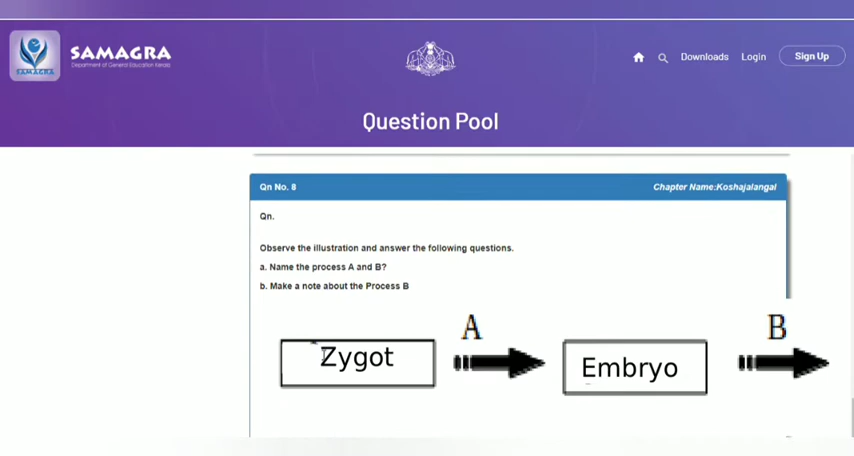 SAMAGRA
Department of General Education Kerala
SAMAGRA
Downloads Login Sign Up
Question Pool
Qn No. 8 Chapter Name:Koshajalangal
Qn.
Observe the illustration and answer the following questions.
a. Name the process A and B?
b. Make a note about the Process B
A B
Zygot Embryo